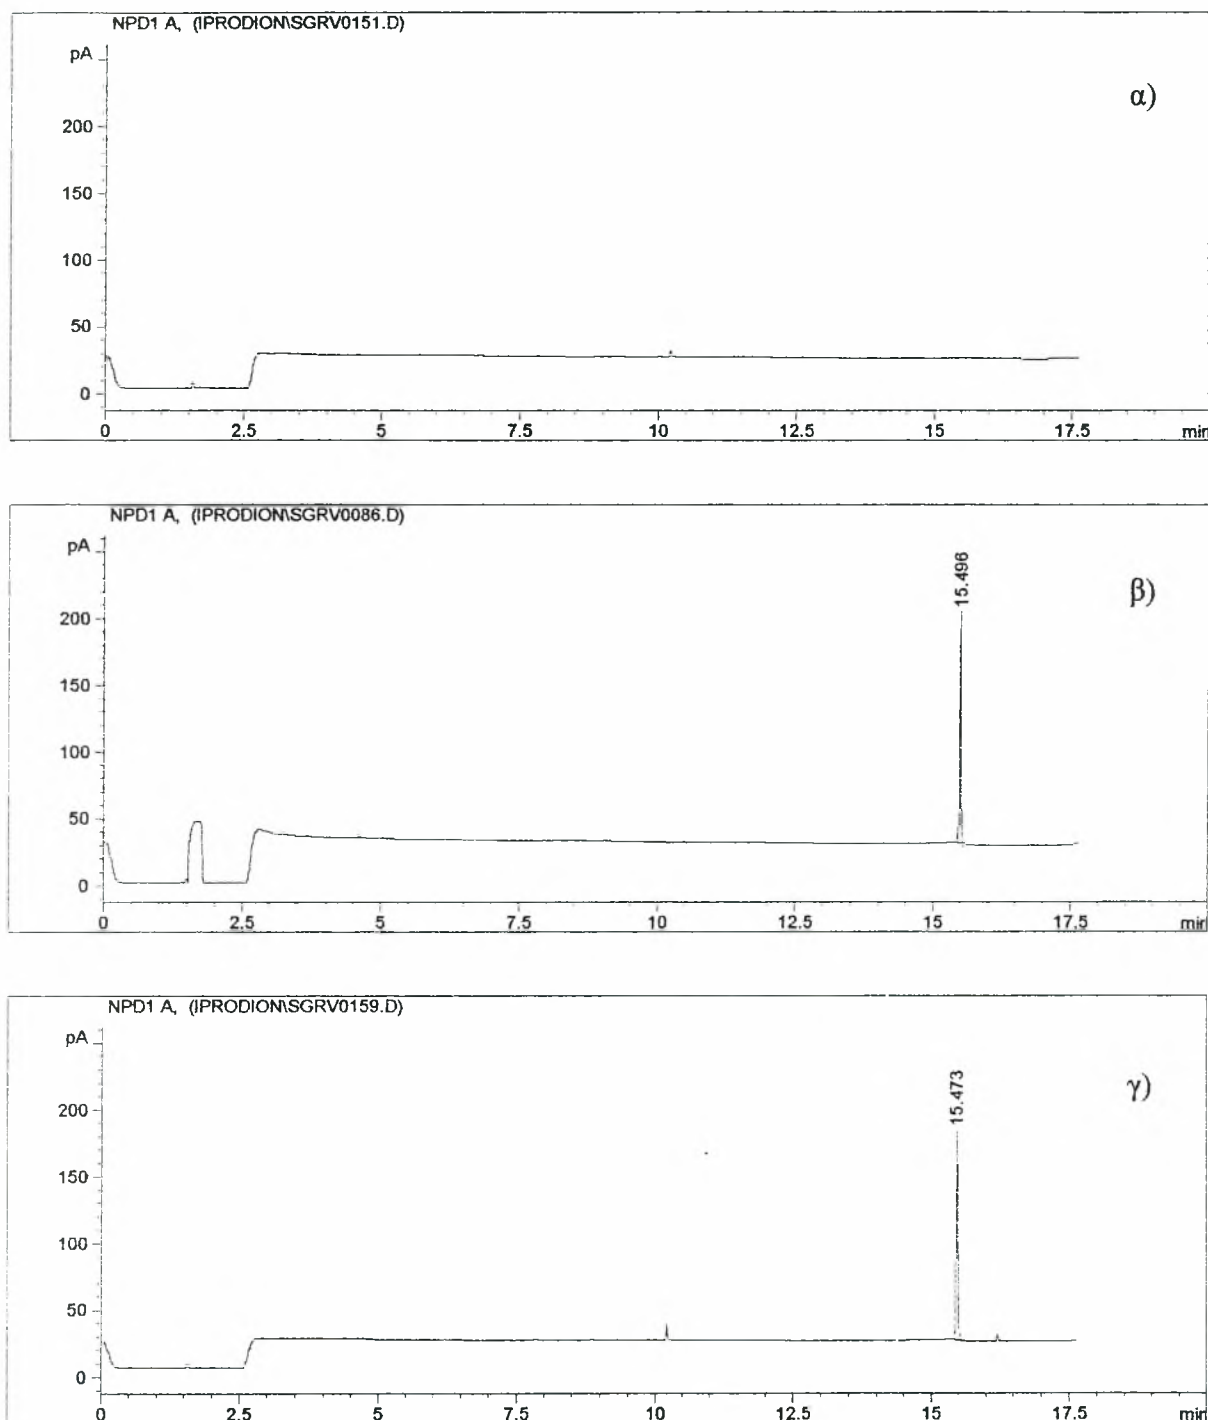 NPD1 A, (IPRODION\SGRV0151.D)
pA
α)
200
150
100
50
0
0 2.5 5 7.5 10 12.5 15 17.5 min
NPD1 A, (IPRODION\SGRV0086.D)
pA
15.496
β)
200
150
100
50
0
0 2.5 5 7.5 10 12.5 15 17.5 min
NPD1 A, (IPRODION\SGRV0159.D)
pA
15.473
γ)
200
150
100
50
0
0 2.5 5 7.5 10 12.5 15 17.5 min